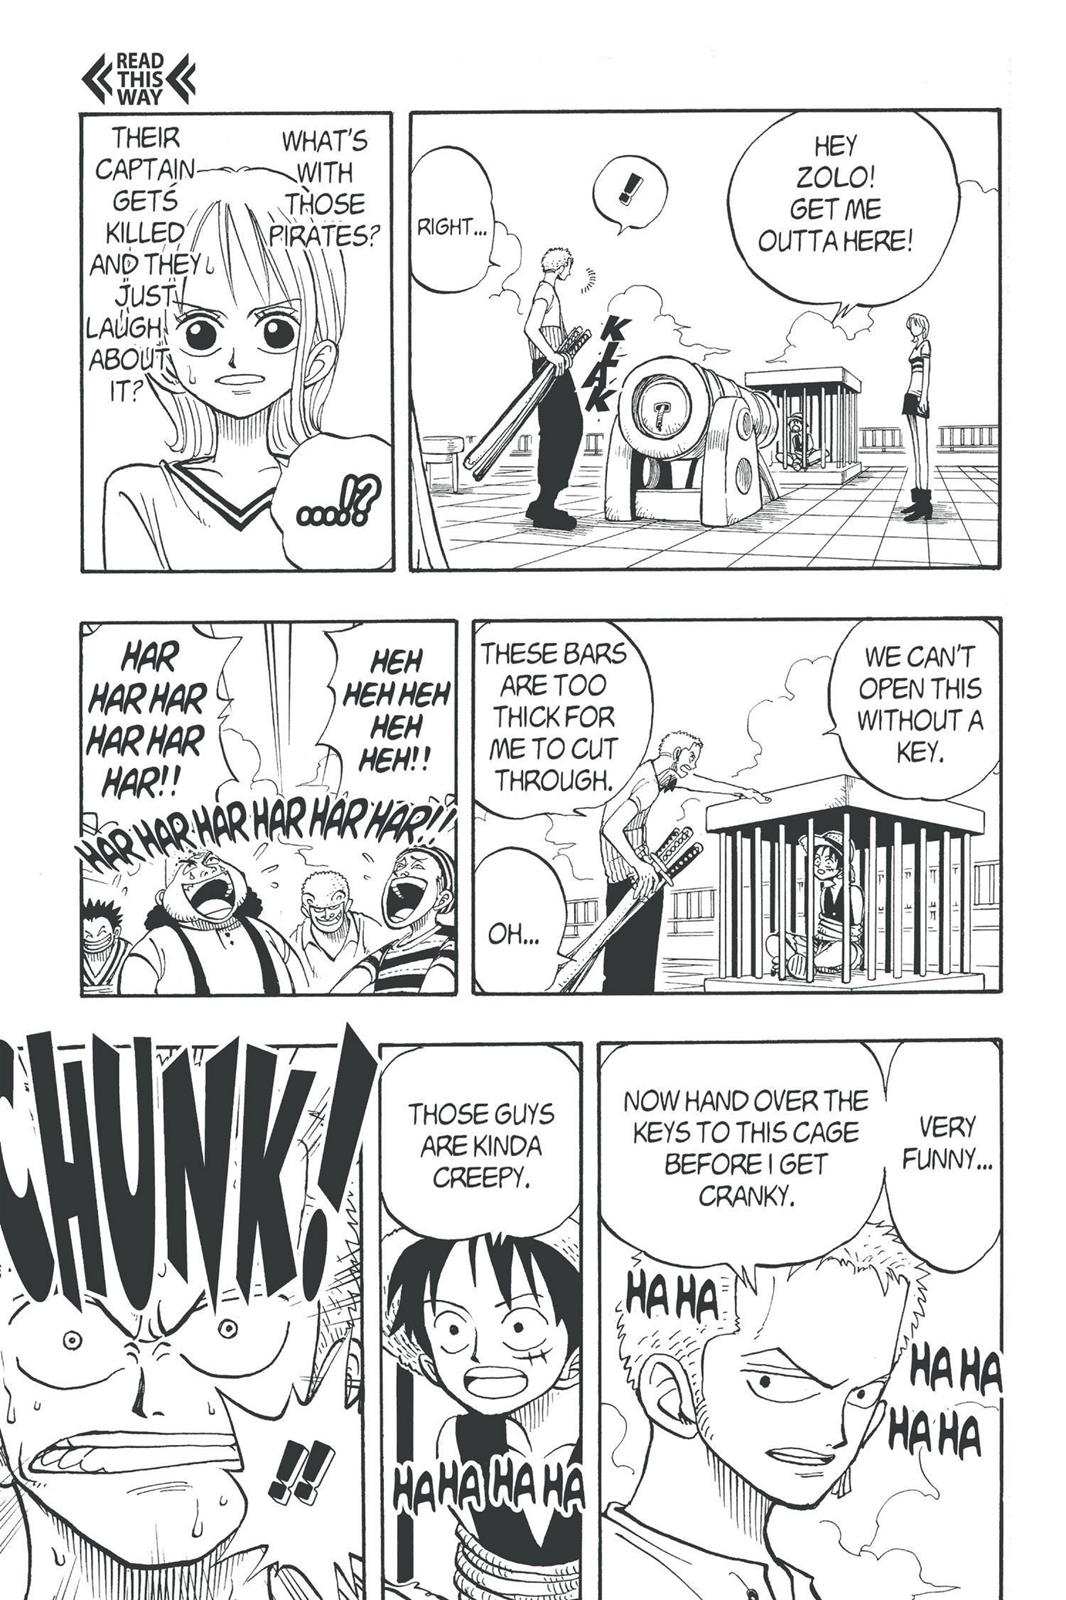 READ
THIS
WAY
HEY
ZOLO!
GET ME
OUTTA HERE!
!!
RIGHT...
KLAK
WHAT'S
WITH
THOSE
PIRATES?
THEIR
CAPTAIN
GETS
KILLED
AND THEY
JUST
LAUGH
ABOUT
IT?
....!?
WE CAN'T
OPEN THIS
WITHOUT A
KEY.
THESE BARS
ARE TOO
THICK FOR
ME TO CUT
THROUGH.
OH...
HEH
HEH HEH
HEH
HEH!!
HAR
HAR HAR
HAR HAR
HAR!!
HAR HAR HAR HAR HAR HAR!!
VERY
FUNNY...
NOW HAND OVER THE
KEYS TO THIS CAGE
BEFORE I GET
CRANKY.
HA HA
HA HA
HA HA
THOSE GUYS
ARE KINDA
CREEPY.
HA HA HA HA
CHUNK!
!!